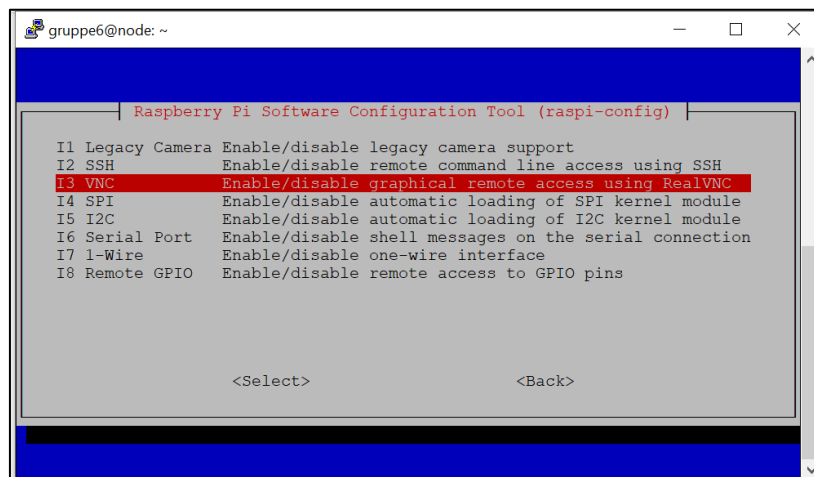 gruppe6@node: ~
Raspberry Pi Software Configuration Tool (raspi-config)
I1 Legacy Camera Enable/disable legacy camera support
I2 SSH Enable/disable remote command line access using SSH
I3 VNC Enable/disable graphical remote access using RealVNC
I4 SPI Enable/disable automatic loading of SPI kernel module
I5 I2C Enable/disable automatic loading of I2C kernel module
I6 Serial Port Enable/disable shell messages on the serial connection
I7 1-Wire Enable/disable one-wire interface
I8 Remote GPIO Enable/disable remote access to GPIO pins
<Select> <Back>